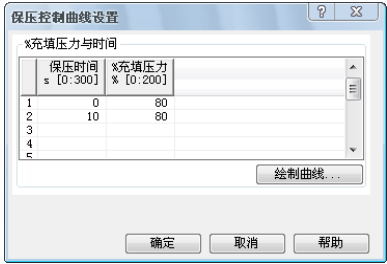 保压控制曲线设置
%充填压力与时间
保压时间 %充填压力
s [0:300] % [0:200]
1 0 80
2 10 80
3
4
5
绘制曲线...
确定 取消 帮助